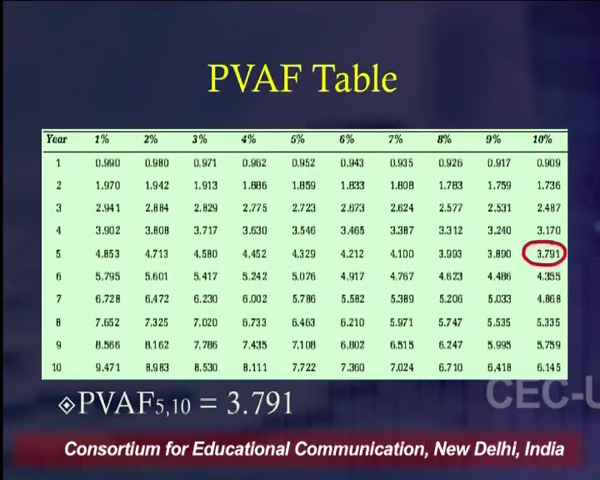 PVAF Table
Year 1% 2% 3% 4% 5% 6% 7% 8% 9% 10%
1 0.990 0.980 0.971 0.962 0.952 0.943 0.935 0.926 0.917 0.909
2 1.970 1.942 1.913 1.886 1.859 1.833 1.808 1.783 1.759 1.736
3 2.941 2.884 2.829 2.775 2.723 2.673 2.624 2.577 2.531 2.487
4 3.902 3.808 3.717 3.630 3.546 3.465 3.387 3.312 3.240 3.170
5 4.853 4.713 4.580 4.452 4.329 4.212 4.100 3.993 3.890 3.791
6 5.795 5.601 5.417 5.242 5.076 4.917 4.767 4.623 4.486 4.355
7 6.728 6.472 6.230 6.002 5.786 5.582 5.389 5.206 5.033 4.868
8 7.652 7.325 7.020 6.733 6.463 6.210 5.971 5.747 5.535 5.335
9 8.566 8.162 7.786 7.435 7.108 6.802 6.515 6.247 5.995 5.759
10 9.471 8.983 8.530 8.111 7.722 7.360 7.024 6.710 6.418 6.145
PVAF5,10 = 3.791
CEC-U
Consortium for Educational Communication, New Delhi, India